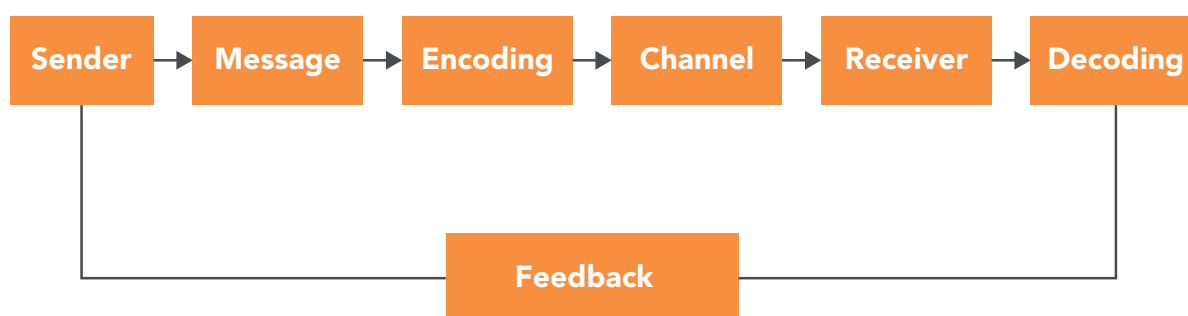 Sender
Message
Encoding
Channel
Receiver
Decoding
Feedback